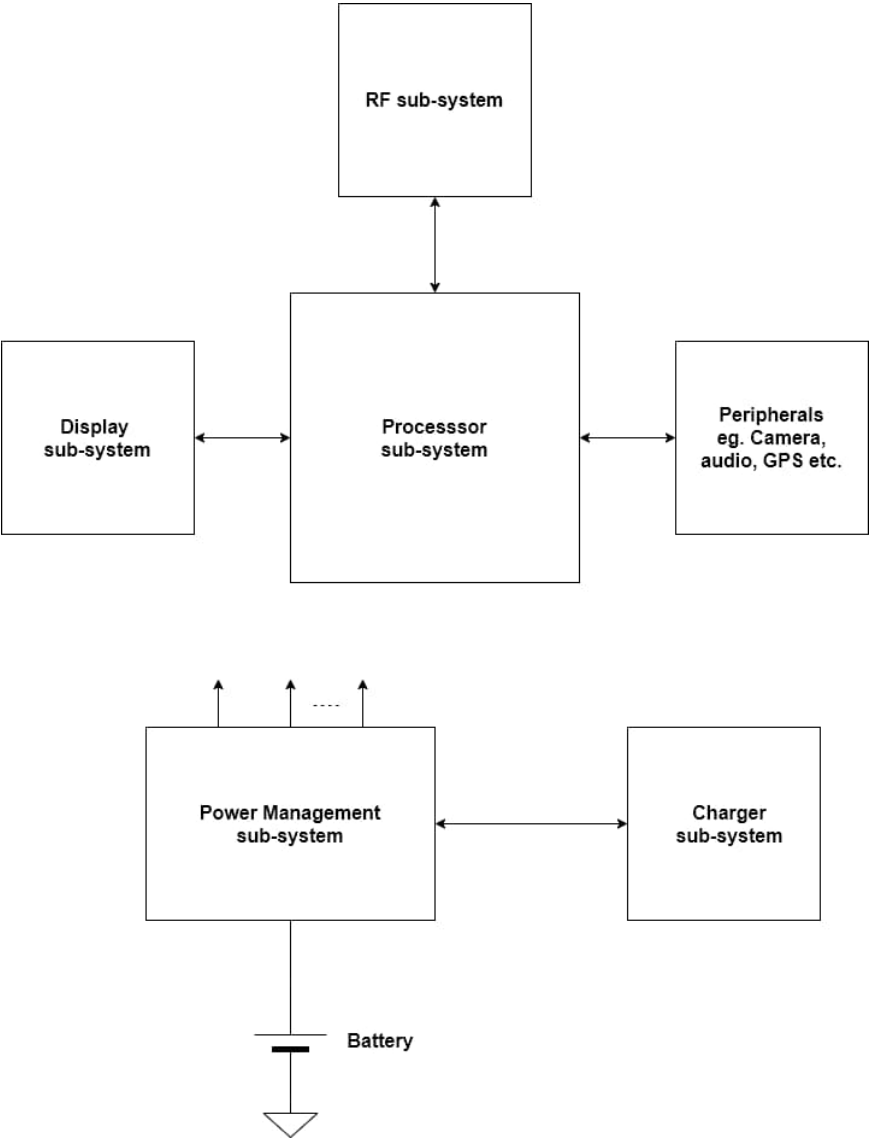 RF sub-system
Display
sub-system
Processsor
sub-system
Peripherals
eg. Camera,
audio, GPS etc.
Power Management
sub-system
Charger
sub-system
Battery